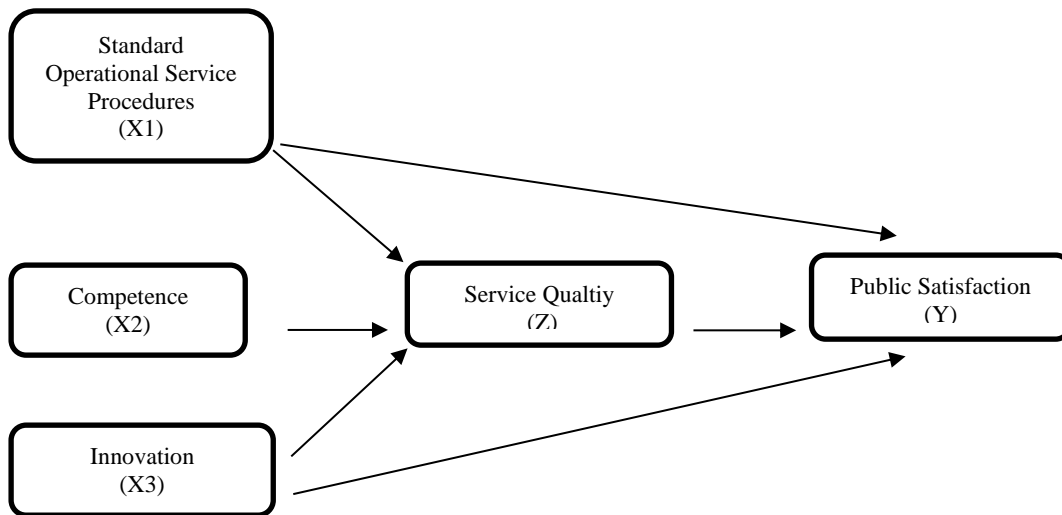 Standard
Operational Service
Procedures
(X1)
Competence
(X2)
Service Qualtiy
(Z)
Public Satisfaction
(Y)
Innovation
(X3)